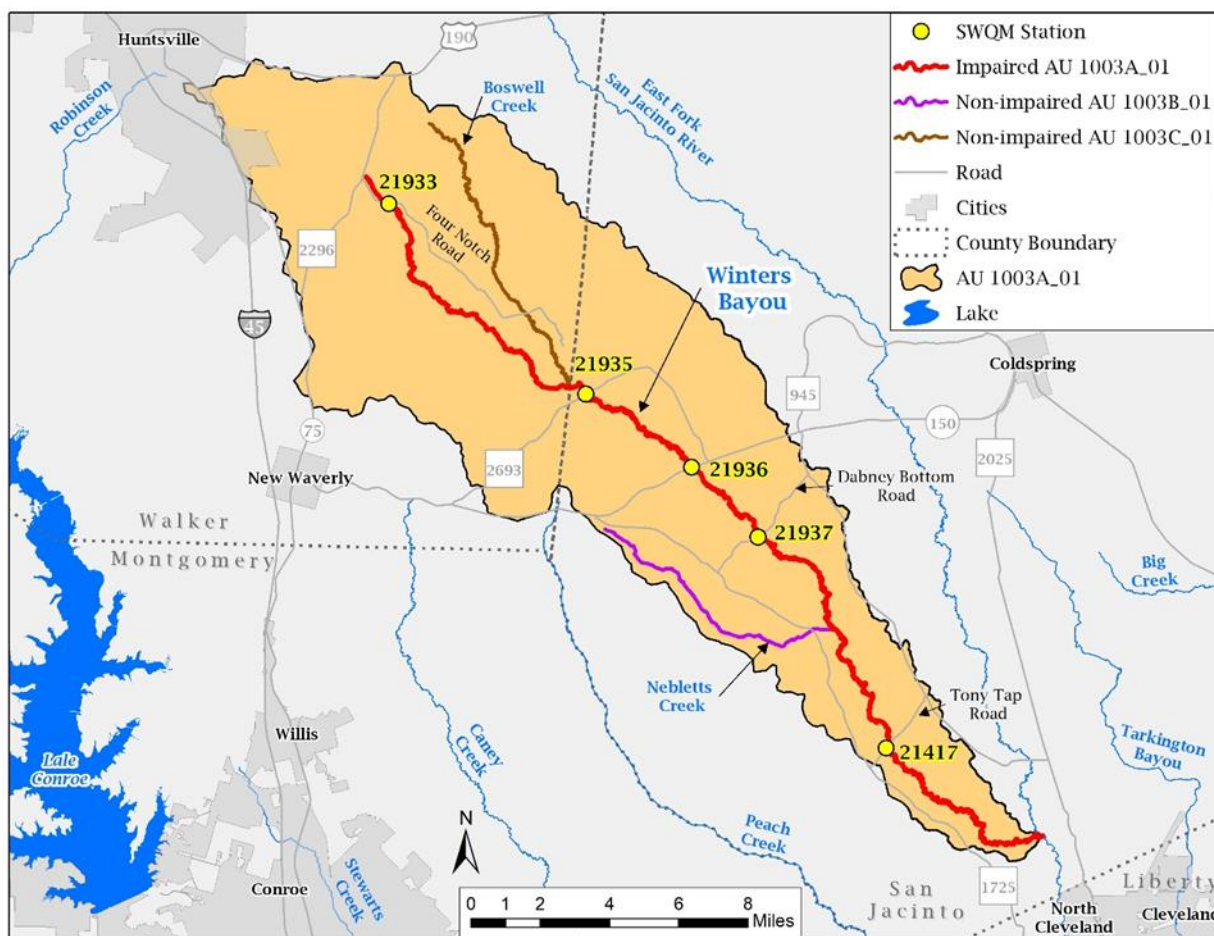 Huntsville
190
Robinson
Creek
Boswell
Creek
East Fork
San Jacinto River
SWQM Station
Impaired AU 1003A_01
Non-impaired AU 1003B_01
Non-impaired AU 1003C_01
Road
Cities
County Boundary
AU 1003A_01
Lake
21933
Four Notch
Road
2296
45
Winters
Bayou
21935
Coldspring
945
150
75
New Waverly
2693
21936
2025
Dabney Bottom
Road
21937
Walker
Montgomery
Big
Creek
Nebletts
Creek
Tony Tap
Road
Willis
Caney
Creek
21417
Tarkington
Bayou
Lale
Conroe
Peach
Creek
N
Conroe
Stewarts
Creek
0 2 4 6 8
Miles
San
Jacinto
1725
Liberty
North
Cleveland
Cleveland